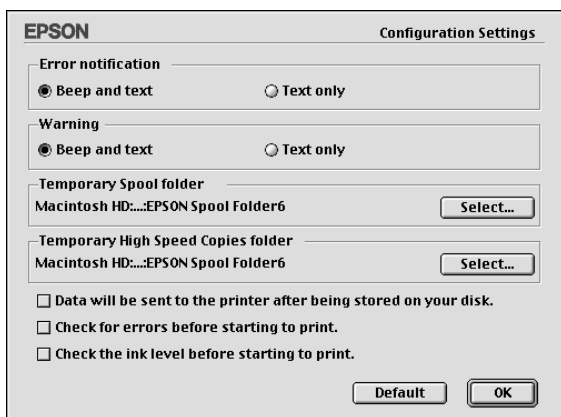 EPSON
Configuration Settings
Error notification
Beep and text
Text only
Warning
Beep and text
Text only
Temporary Spool folder
Macintosh HD:...:EPSON Spool Folder6
Select...
Temporary High Speed Copies folder
Macintosh HD:...:EPSON Spool Folder6
Select...
Data will be sent to the printer after being stored on your disk.
Check for errors before starting to print.
Check the ink level before starting to print.
Default
OK